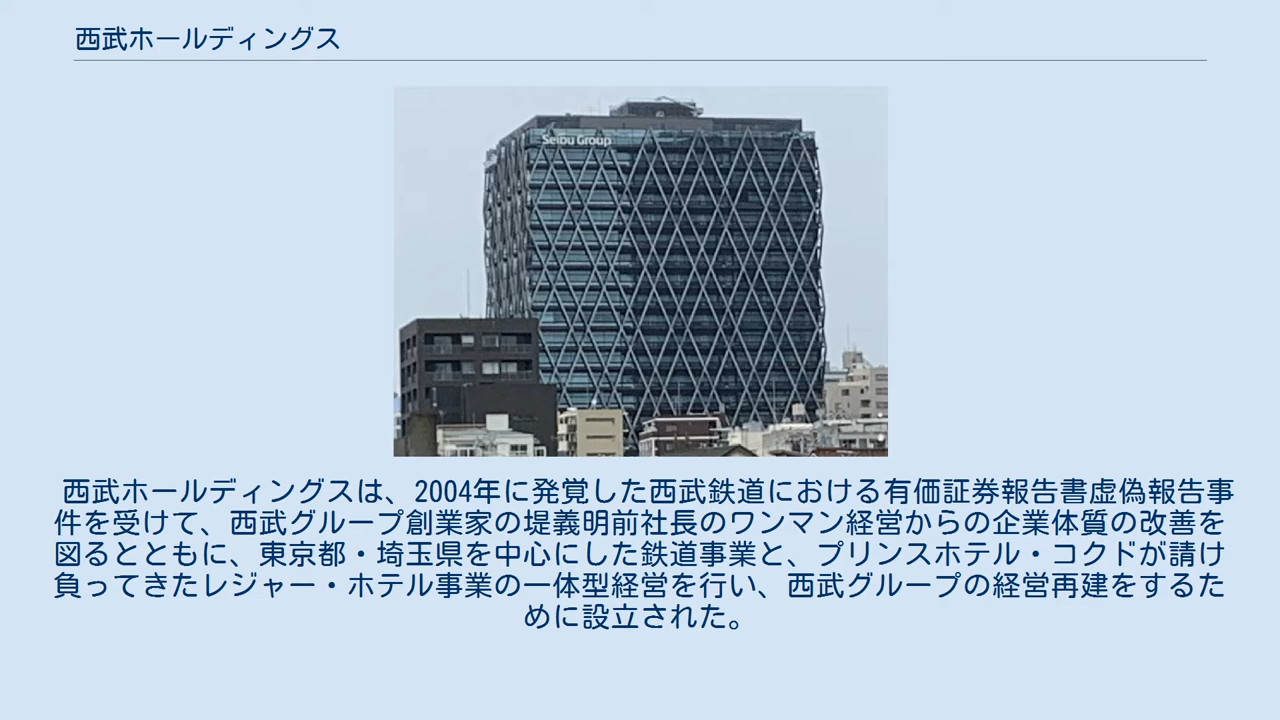 西武ホールディングス
Seibu Group
西武ホールディングスは、2004年に発覚した西武鉄道における有価証券報告書虚偽報告事
件を受けて、西武グループ創業家の堤義明前社長のワンマン経営からの企業体質の改善を
図るとともに、東京都・埼玉県を中心にした鉄道事業と、プリンスホテル・コクドが請け
負ってきたレジャー・ホテル事業の一体型経営を行い、西武グループの経営再建をするた
めに設立された。